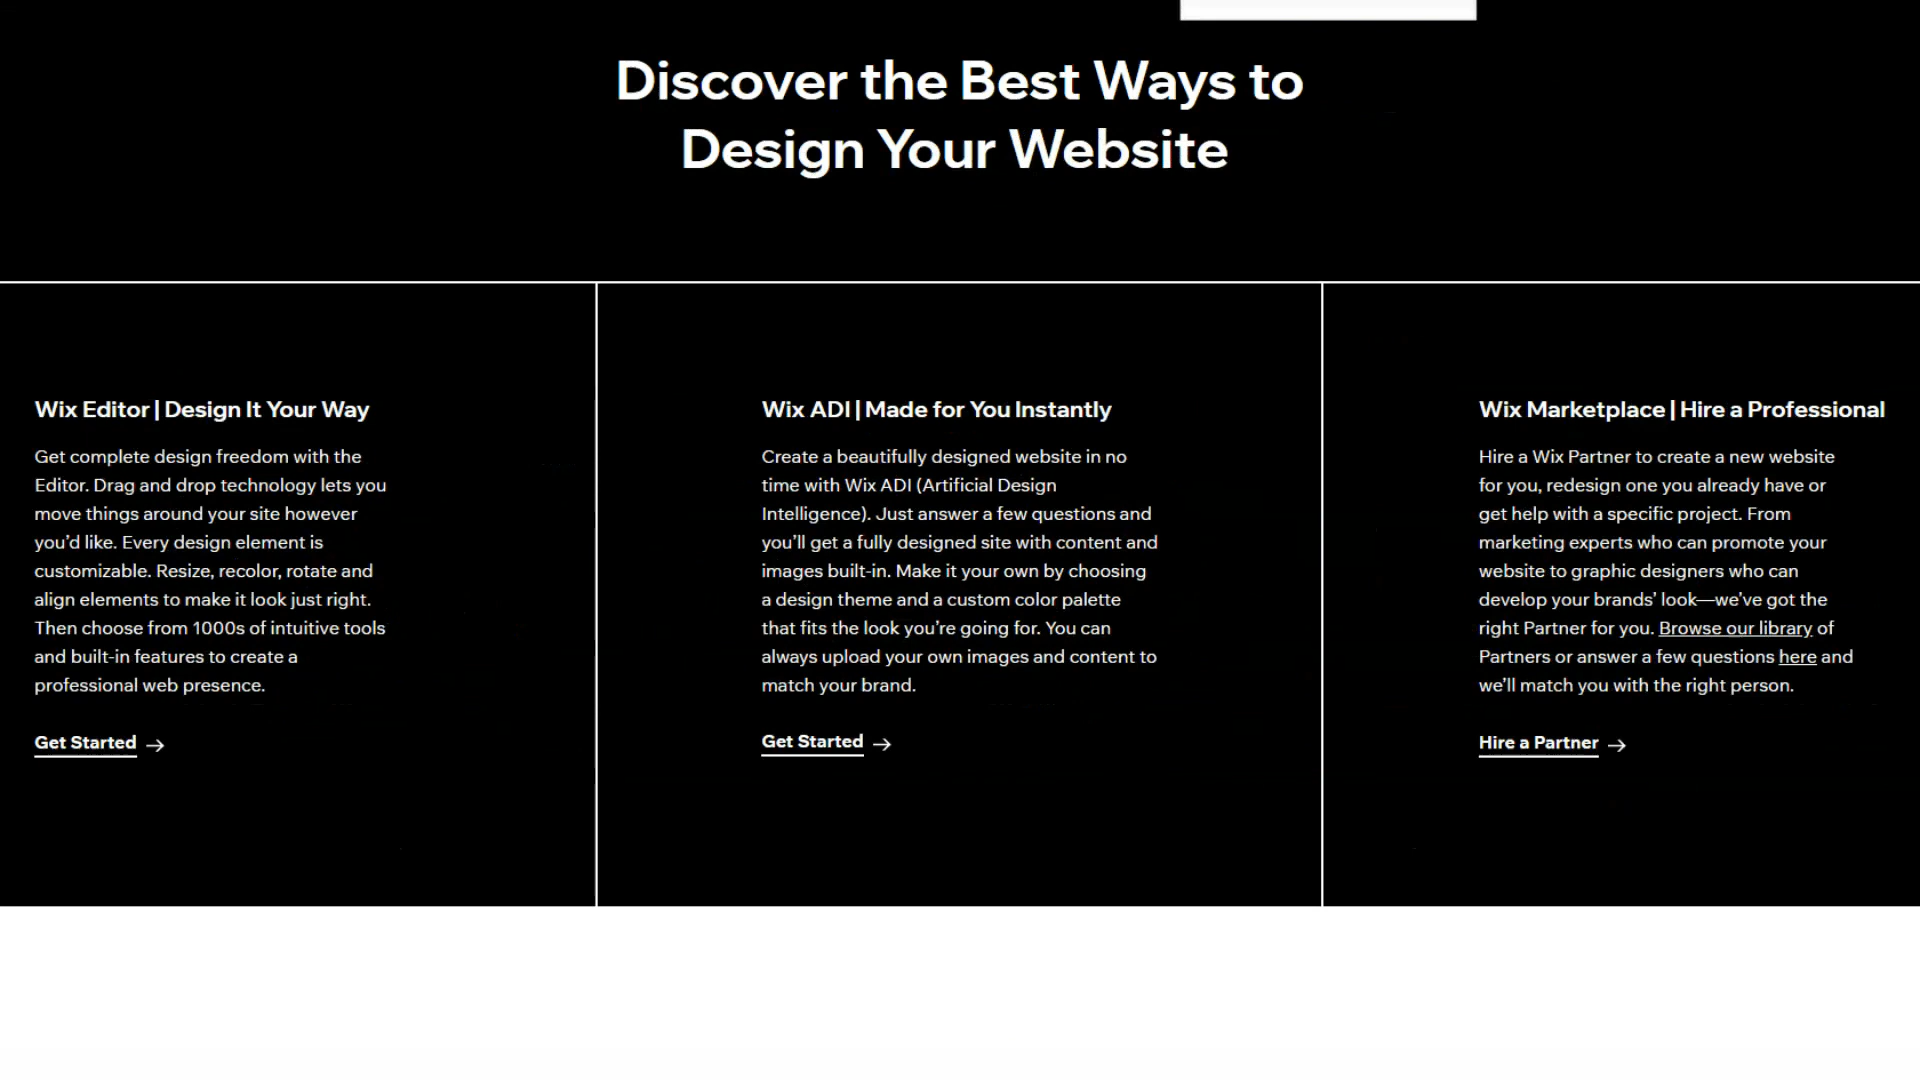 Discover the Best Ways to
Design Your Website
Wix Editor | Design It Your Way
Get complete design freedom with the
Editor. Drag and drop technology lets you
move things around your site however
you’d like. Every design element is
customizable. Resize, recolor, rotate and
align elements to make it look just right.
Then choose from 1000s of intuitive tools
and built-in features to create a
professional web presence.
Get Started →
Wix ADI | Made for You Instantly
Create a beautifully designed website in no
time with Wix ADI (Artificial Design
Intelligence). Just answer a few questions and
you’ll get a fully designed site with content and
images built-in. Make it your own by choosing
a design theme and a custom color palette
that fits the look you’re going for. You can
always upload your own images and content to
match your brand.
Get Started →
Wix Marketplace | Hire a Professional
Hire a Wix Partner to create a new website
for you, redesign one you already have or
get help with a specific project. From
marketing experts who can promote your
website to graphic designers who can
develop your brands’ look—we’ve got the
right Partner for you. Browse our library of
Partners or answer a few questions here and
we’ll match you with the right person.
Hire a Partner →